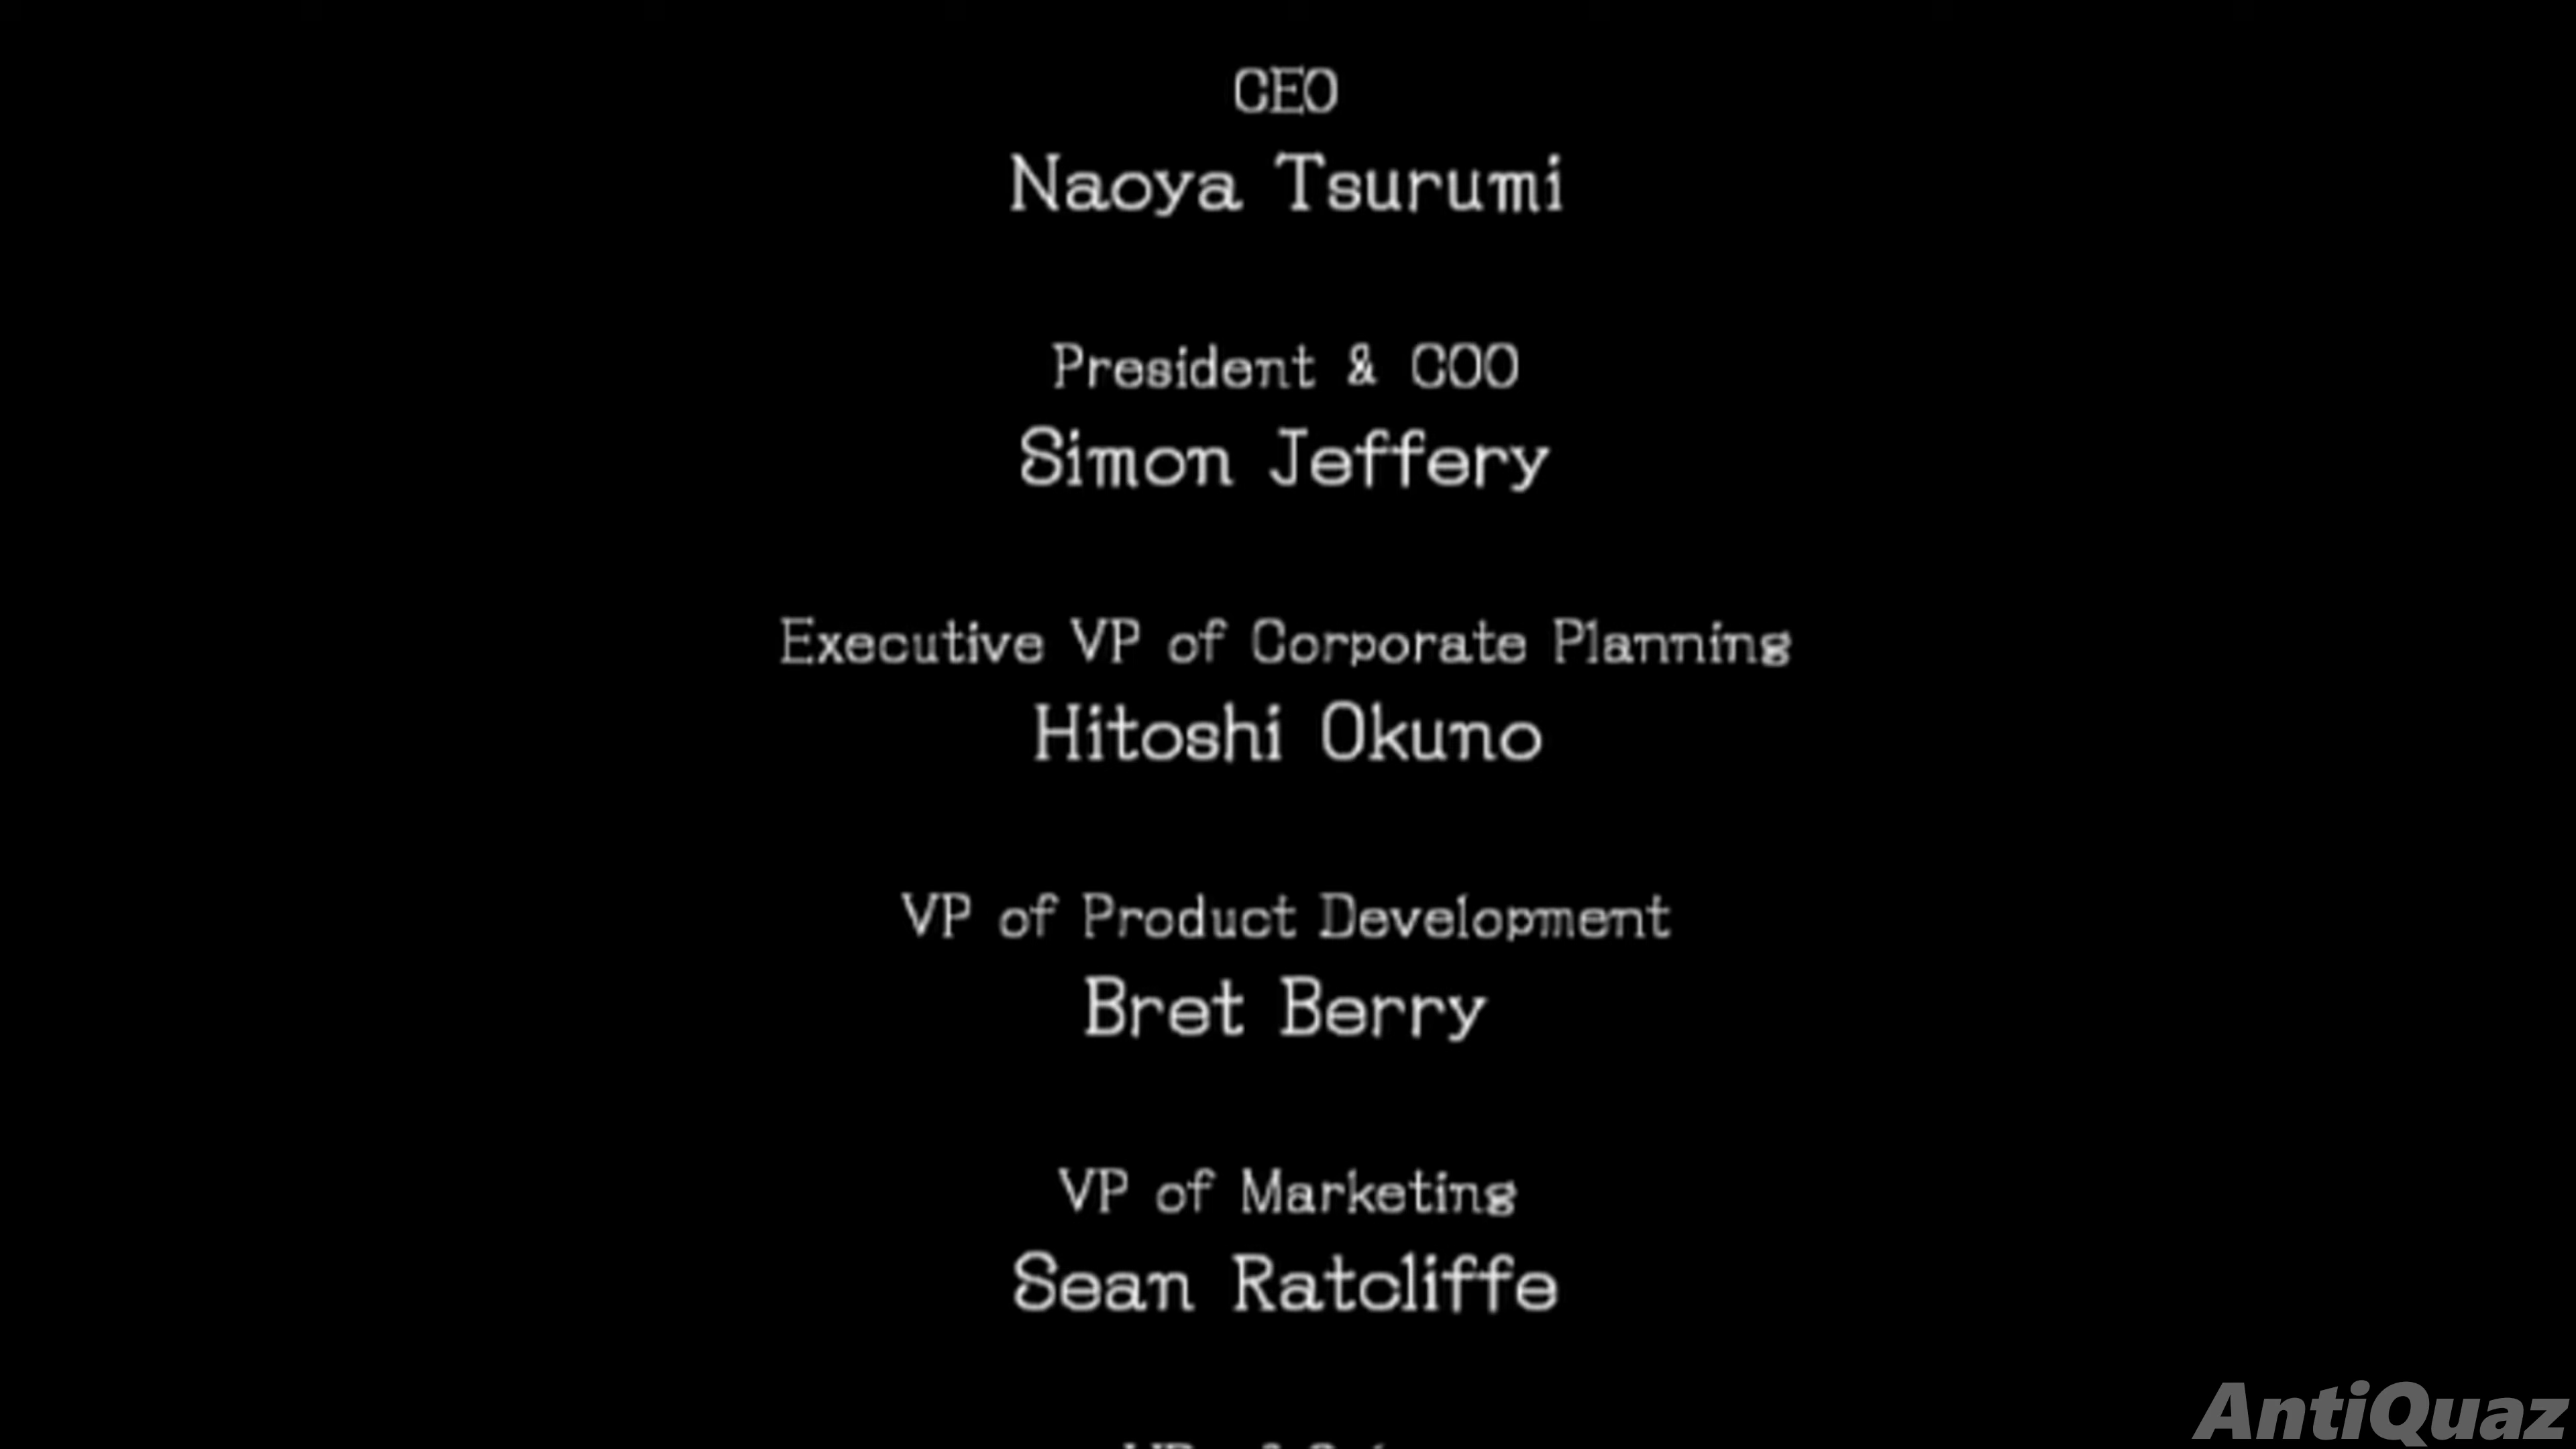 CEO
Naoya Tsurumi
President & COO
Simon Jeffery
Executive VP of Corporate Planning
Hitoshi Okuno
VP of Product Development
Bret Berry
VP of Marketing
Sean Ratcliffe
AntiQuaz